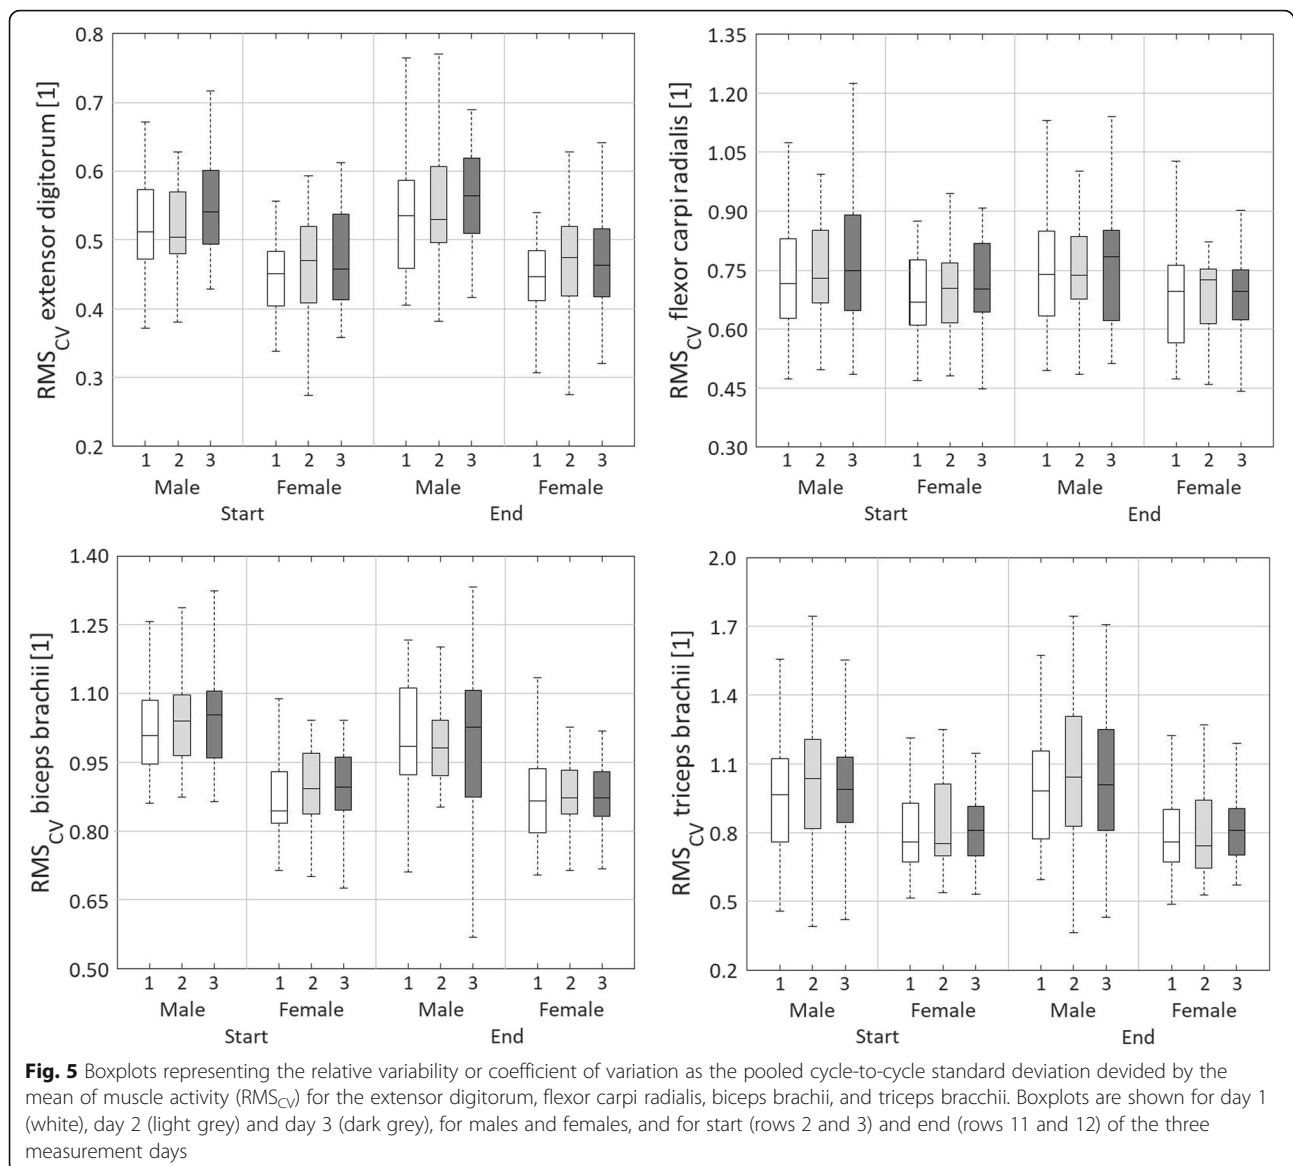 0.8
0.7
0.6
0.5
0.4
0.3
0.2
RMS_CV extensor digitorum [1]
1 2 3 1 2 3 1 2 3 1 2 3
Male Female Male Female
Start End
1.35
1.20
1.05
0.90
0.75
0.60
0.45
0.30
RMS_CV flexor carpi radialis [1]
1 2 3 1 2 3 1 2 3 1 2 3
Male Female Male Female
Start End
1.40
1.25
1.10
0.95
0.80
0.65
0.50
RMS_CV biceps brachii [1]
1 2 3 1 2 3 1 2 3 1 2 3
Male Female Male Female
Start End
2.0
1.7
1.4
1.1
0.8
0.5
0.2
RMS_CV triceps brachii [1]
1 2 3 1 2 3 1 2 3 1 2 3
Male Female Male Female
Start End
Fig. 5 Boxplots representing the relative variability or coefficient of variation as the pooled cycle-to-cycle standard deviation devided by the
mean of muscle activity (RMS_CV) for the extensor digitorum, flexor carpi radialis, biceps brachii, and triceps bracchii. Boxplots are shown for day 1
(white), day 2 (light grey) and day 3 (dark grey), for males and females, and for start (rows 2 and 3) and end (rows 11 and 12) of the three
measurement days